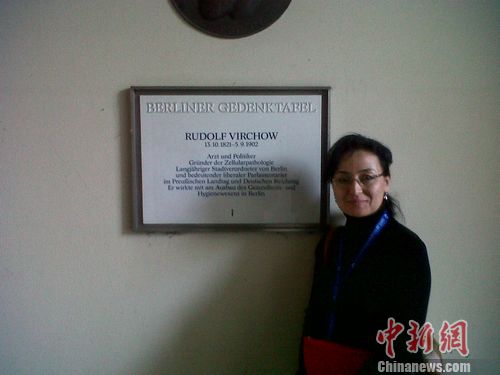 BERLINER GEDENKTAFEL
RUDOLF VIRCHOW
13.10.1821–5.9.1902
Arzt und Politiker
Gründer der Zellularpathologie
Langjähriger Stadtverordneter von Berlin
und bedeutender liberaler Parlamentarier
im Preußischen Landtag und Deutschen Reichstag
Er wirkte mit am Aufbau des Gesundheits- und
Hygienewesens in Berlin
中新网
Chinanews.com